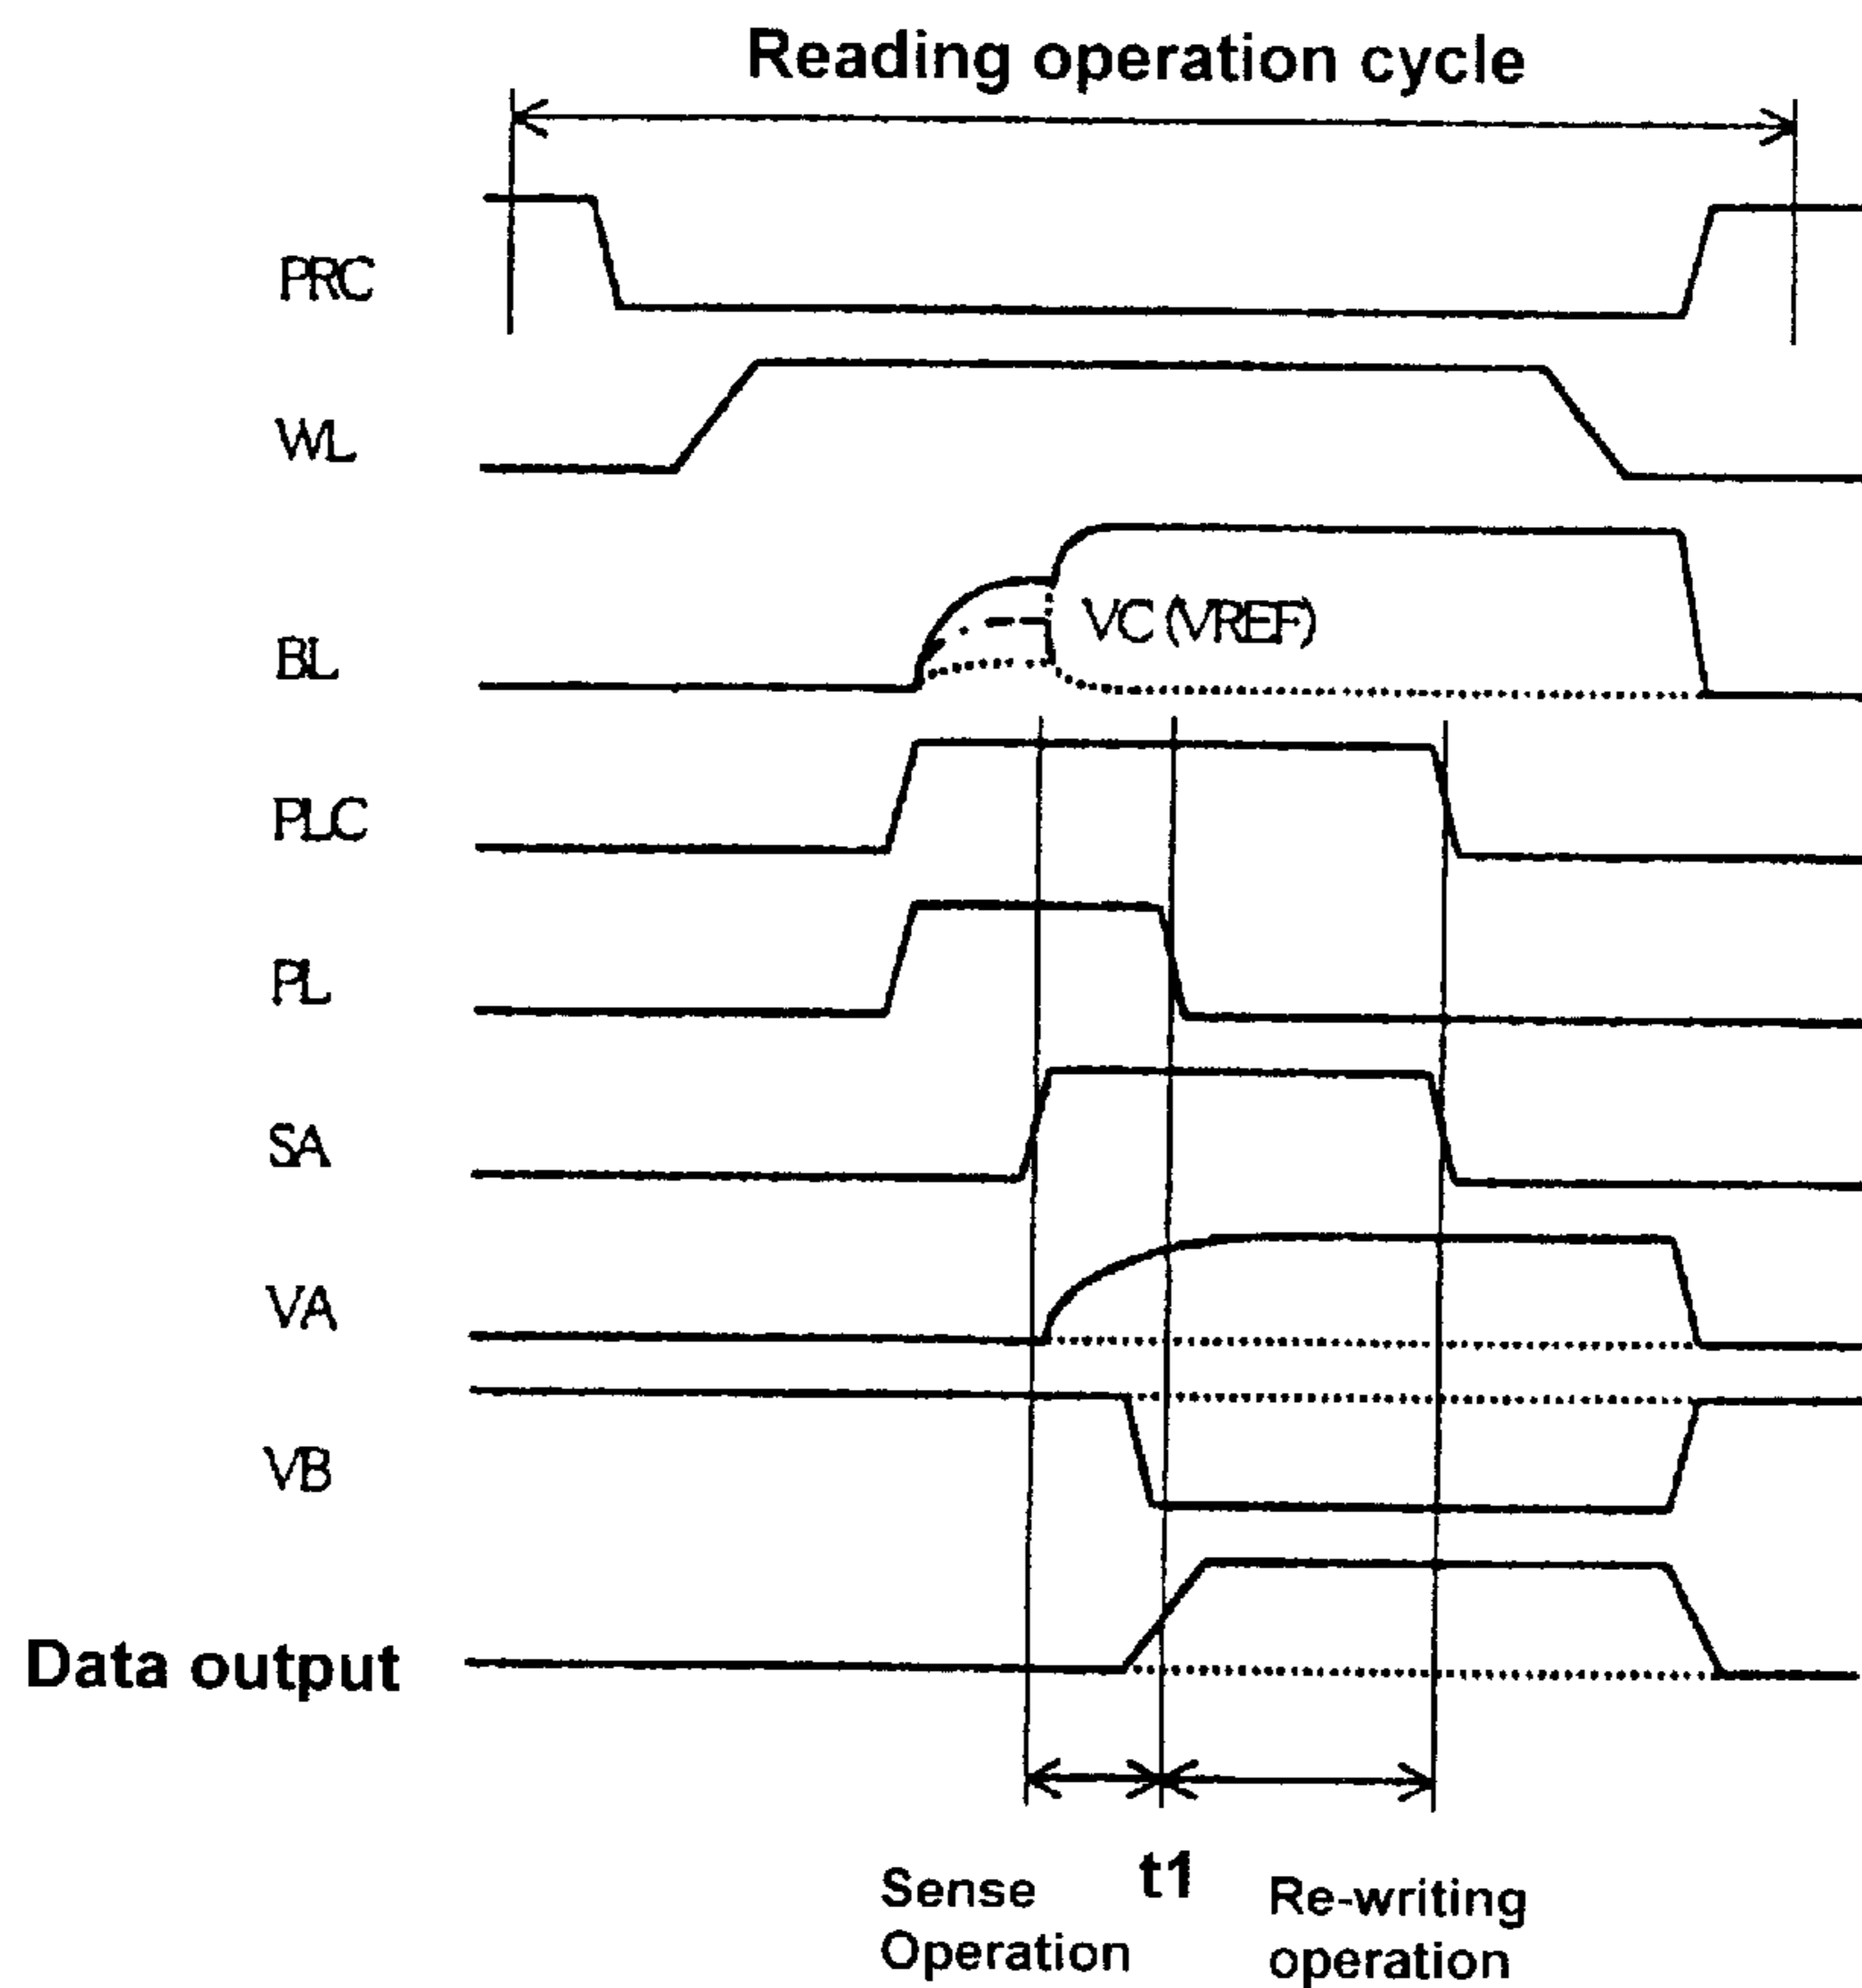 Reading operation cycle
PRC
WL
BL
VC (VREF)
PLC
PL
SA
VA
VB
Data output
t1
Sense
Operation
Re-writing
operation